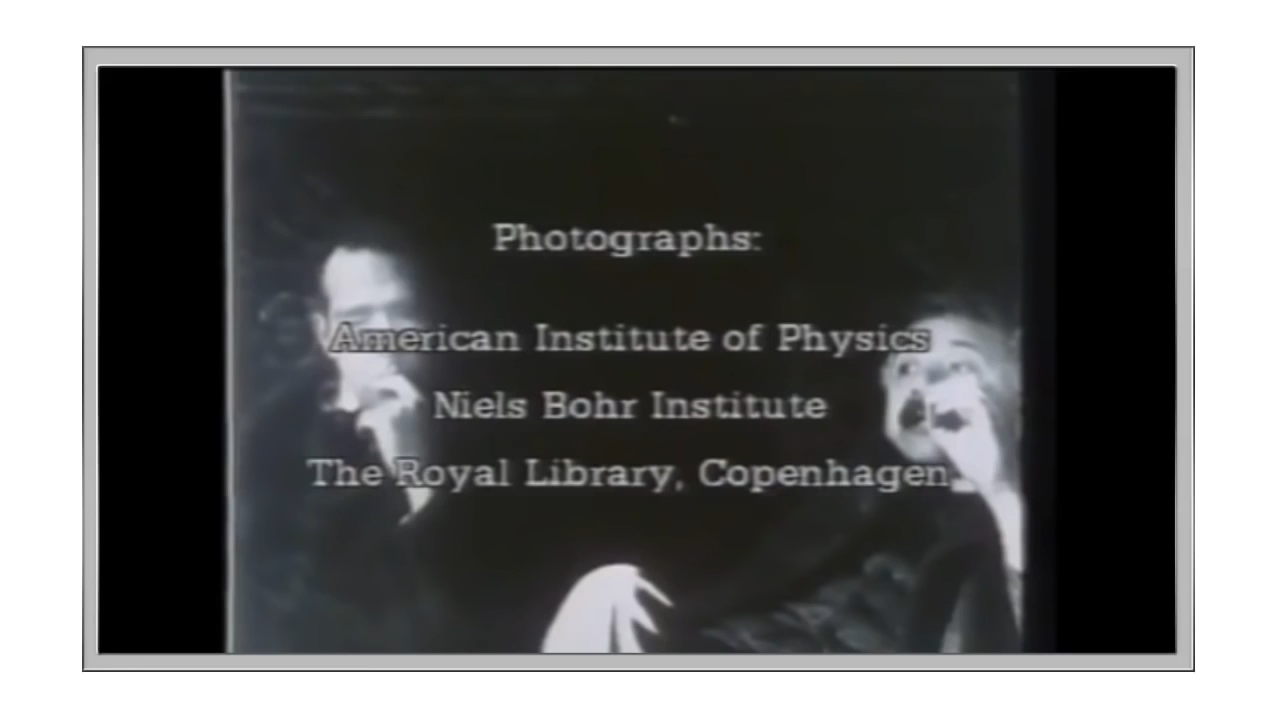 Photographs:
American Institute of Physics
Niels Bohr Institute
The Royal Library, Copenhagen